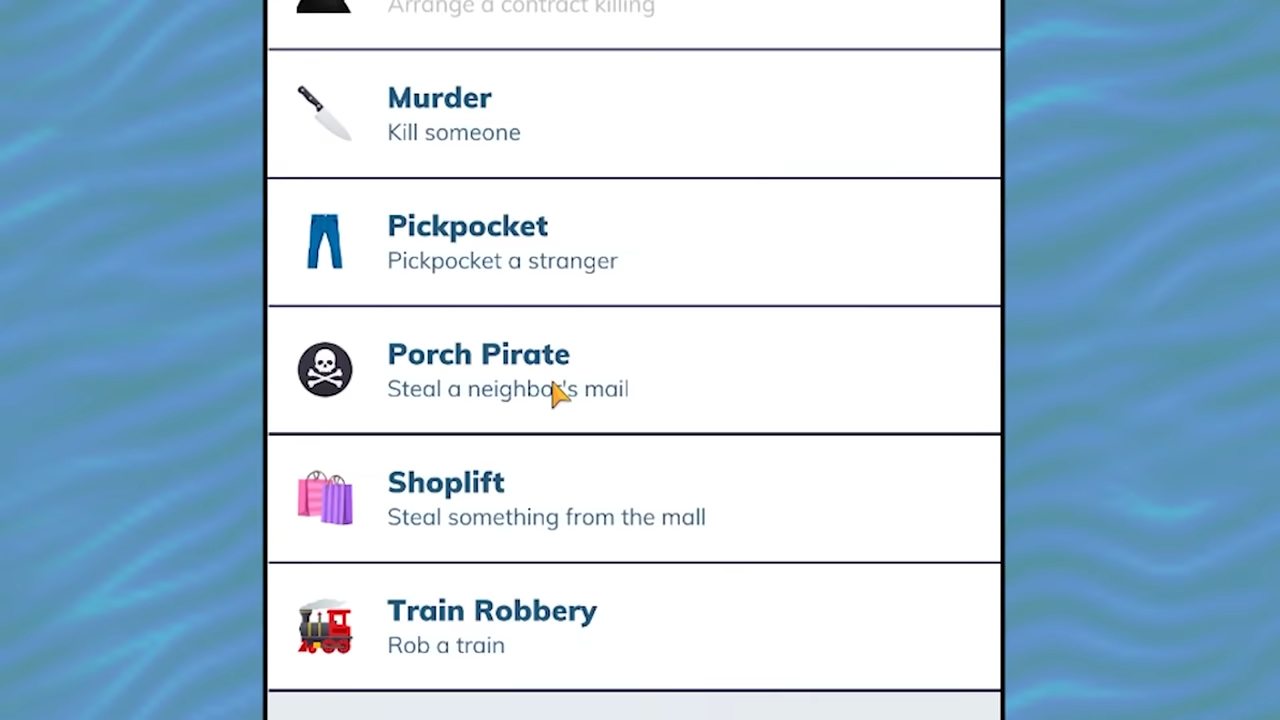 Arrange a contract killing
Murder
Kill someone
Pickpocket
Pickpocket a stranger
Porch Pirate
Steal a neighbor's mail
Shoplift
Steal something from the mall
Train Robbery
Rob a train